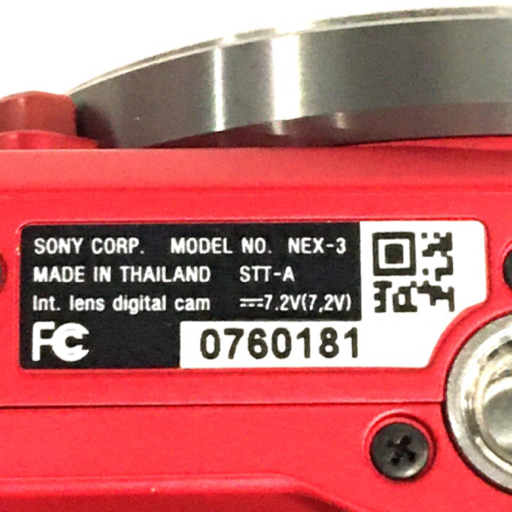 SONY CORP. MODEL NO. NEX-3
MADE IN THAILAND STT-A
Int. lens digital cam ⎓7.2V(7,2V)
FC 0760181